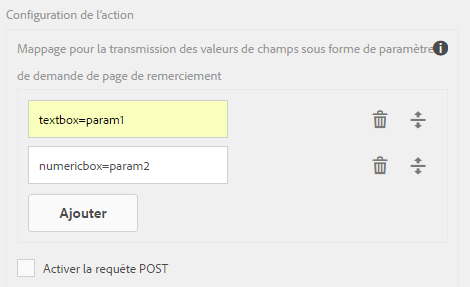 Configuration de l'action
Mappage pour la transmission des valeurs de champs sous forme de paramètre
de demande de page de remerciement
textbox=param1
numericbox=param2
Ajouter
Activer la requête POST